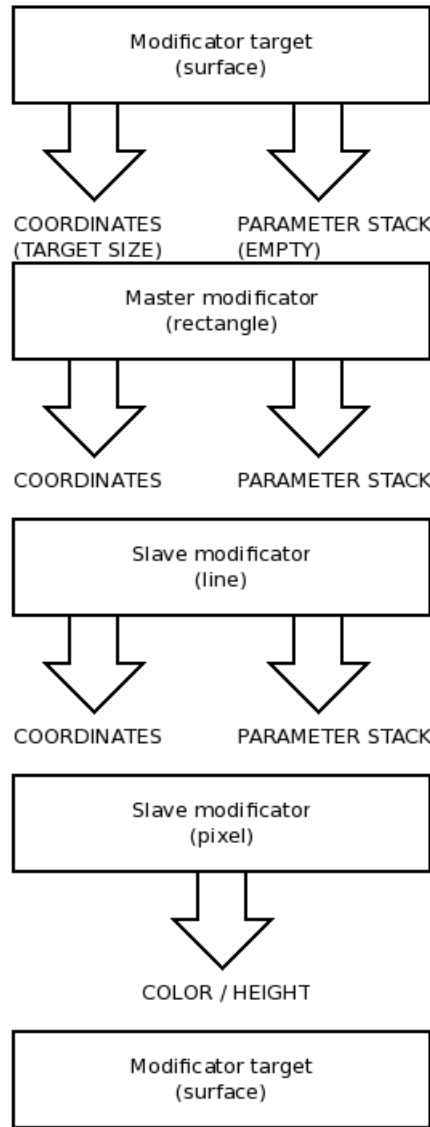 Modificator target
(surface)
COORDINATES
(TARGET SIZE)
PARAMETER STACK
(EMPTY)
Master modificator
(rectangle)
COORDINATES
PARAMETER STACK
Slave modificator
(line)
COORDINATES
PARAMETER STACK
Slave modificator
(pixel)
COLOR / HEIGHT
Modificator target
(surface)